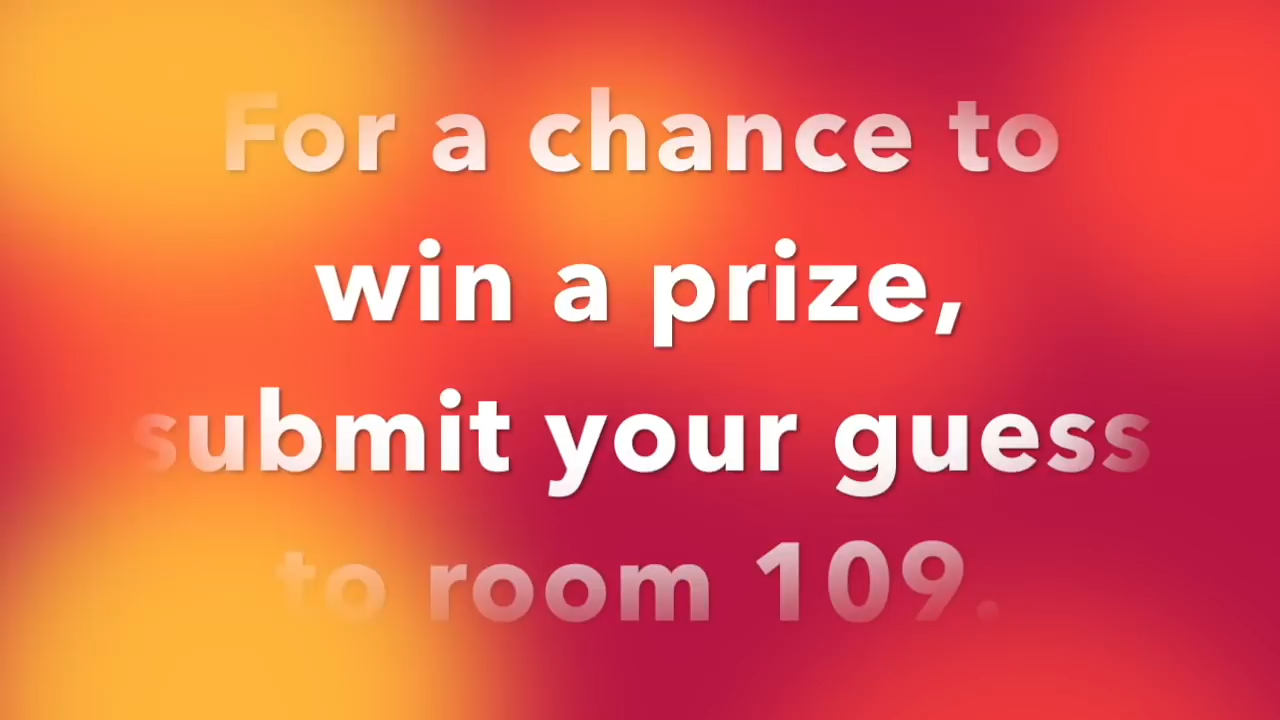 For a chance to
win a prize,
submit your guess
to room 109.